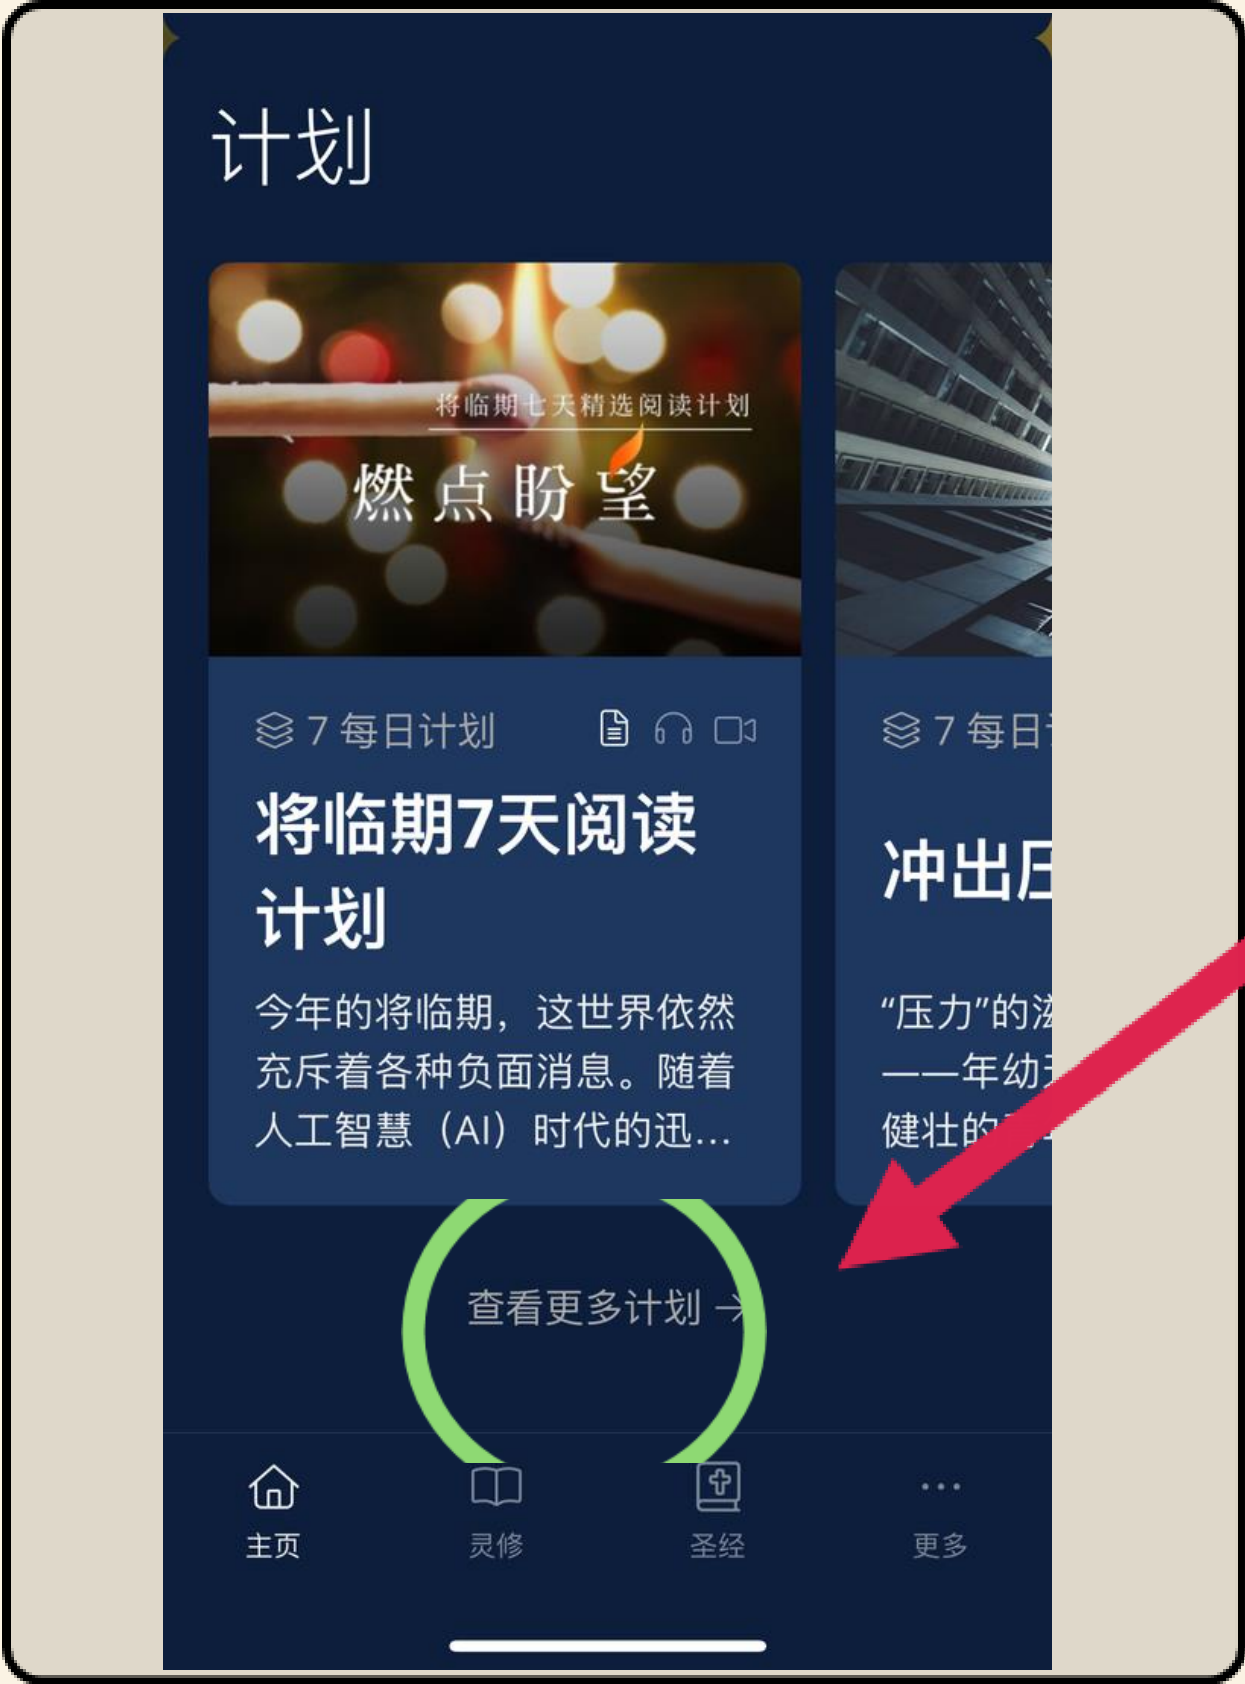 计划
将临期七天精选阅读计划
燃点盼望
7 每日计划
将临期7天阅读
计划
今年的将临期，这世界依然
充斥着各种负面消息。随着
人工智慧（AI）时代的迅...
7 每日
冲出压
“压力”的滋
——年幼
健壮的
查看更多计划 →
主页
灵修
圣经
更多